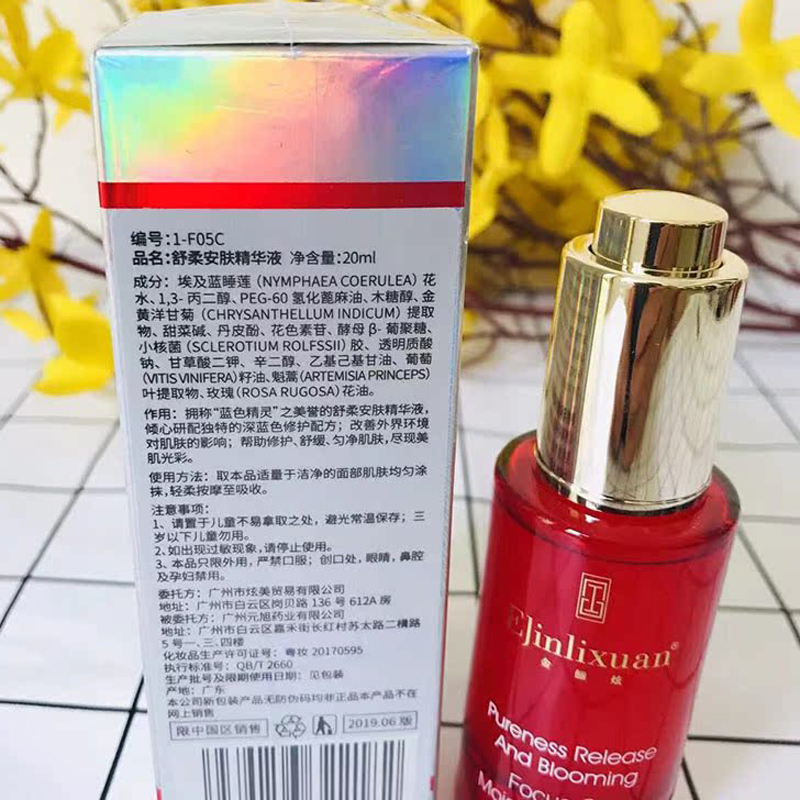 编号:1-F05C
品名:舒柔安肤精华液 净含量:20ml
成分: 埃及蓝睡莲 (NYMPHAEA COERULEA) 花
水、1,3- 丙二醇、PEG-60 氢化蓖麻油、木糖醇、金
黄洋甘菊 (CHRYSANTHELLUM INDICUM) 提取
物、甜菜碱、丹皮酚、花色素苷、酵母 β- 葡聚糖、
小核菌 (SCLEROTIUM ROLFSSII) 胶、透明质酸
钠、甘草酸二钾、辛二醇、乙基己基甘油、葡萄
(VITIS VINIFERA) 籽油、魁蒿(ARTEMISIA PRINCEPS)
叶提取物、玫瑰(ROSA RUGOSA) 花油。
作用: 拥称“蓝色精灵”之美誉的舒柔安肤精华液,
倾心研配独特的深蓝色修护配方; 改善外界环境
对肌肤的影响; 帮助修护、舒缓、匀净肌肤, 尽现美
肌光彩。
使用方法: 取本品适量于洁净的面部肌肤均匀涂
抹, 轻柔按摩至吸收。
注意事项:
1、请置于儿童不易拿取之处, 避光常温保存; 三
岁以下儿童勿用。
2、如出现过敏现象, 请停止使用。
3、本品只限外用, 严禁口服; 创口处, 眼睛, 鼻腔
及孕妇禁用。
委托方: 广州市炫美贸易有限公司
地址: 广州市白云区岗贝路 136 号 612A 房
被委托方: 广州元旭药业有限公司
地址: 广州市白云区嘉禾街长红村苏太路二横路
5 号一、三、四楼
化妆品生产许可证号: 粤妆 20170595
执行标准号: QB/T 2660
生产批号及限期使用日期: 见包装
产地: 广东
本公司新包装产品无防伪码均非正品本产品不在
网上销售
限中国区销售 2019.06 版
EJinlixuan®
金俪炫
Pureness Release
And Blooming